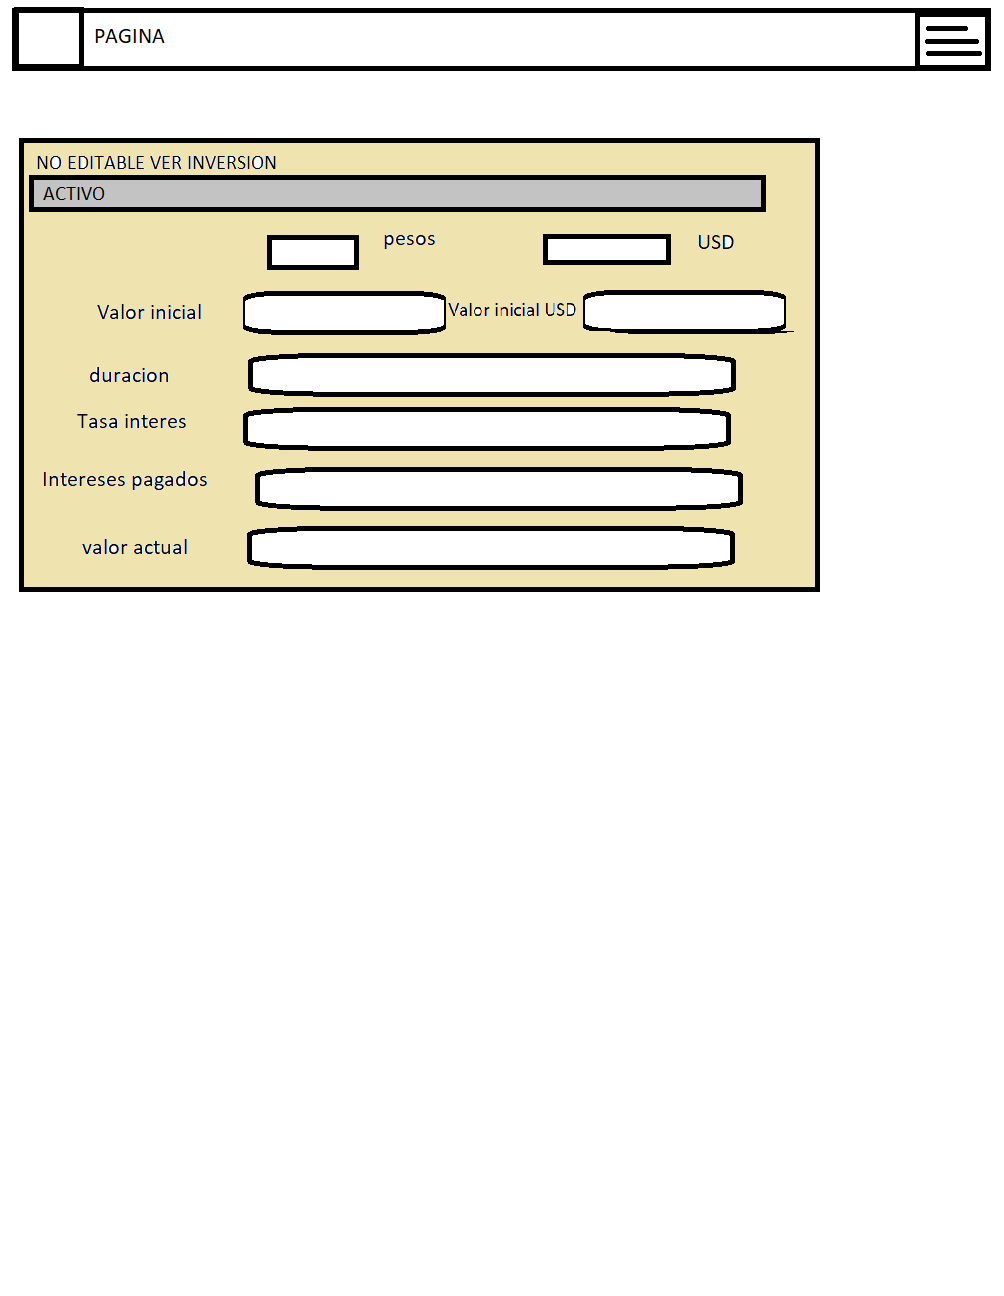 PAGINA
NO EDITABLE VER INVERSION
ACTIVO
pesos
USD
Valor inicial
Valor inicial USD
duracion
Tasa interes
Intereses pagados
valor actual